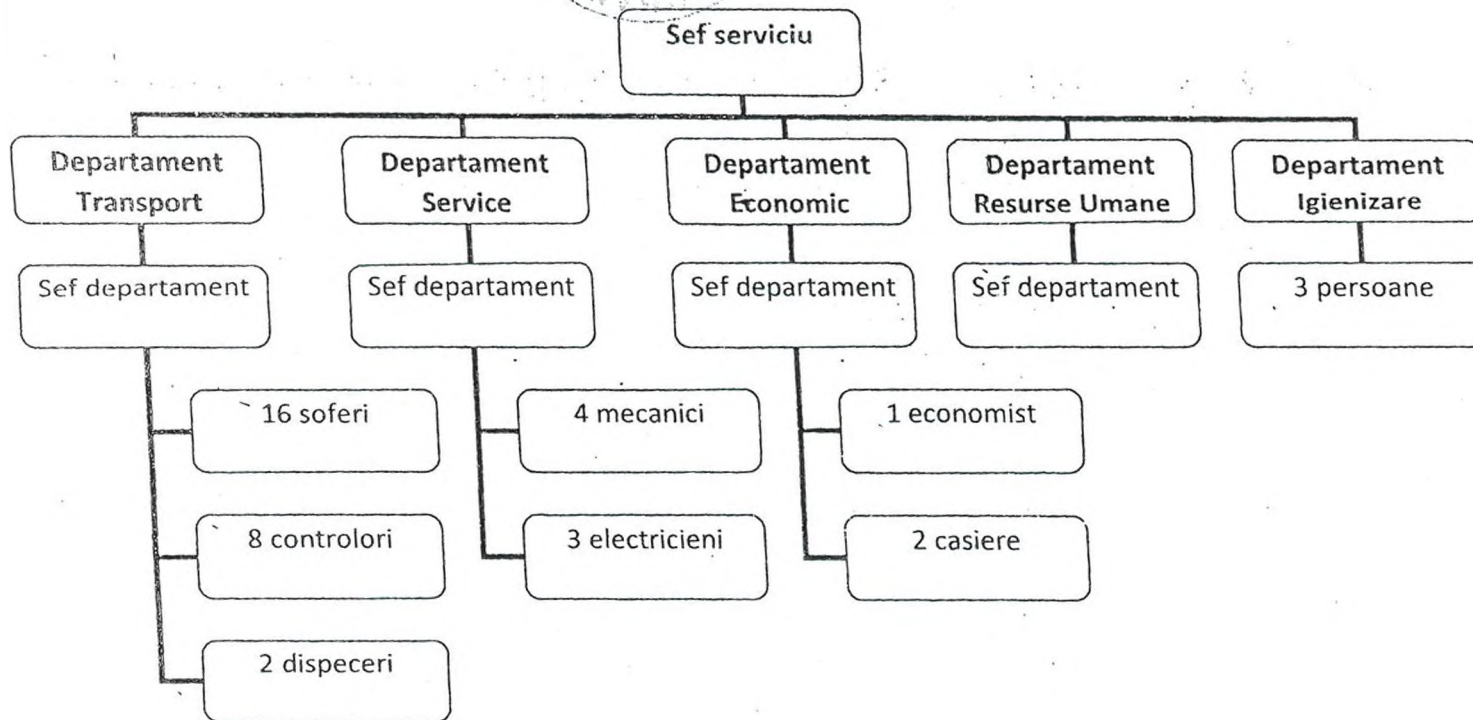 Sef serviciu
Departament
Transport
Departament
Service
Departament
Economic
Departament
Resurse Umane
Departament
Igienizare
Sef departament
Sef departament
Sef departament
Sef departament
3 persoane
16 soferi
4 mecanici
1 economist
8 controlori
3 electricieni
2 casiere
2 dispeceri